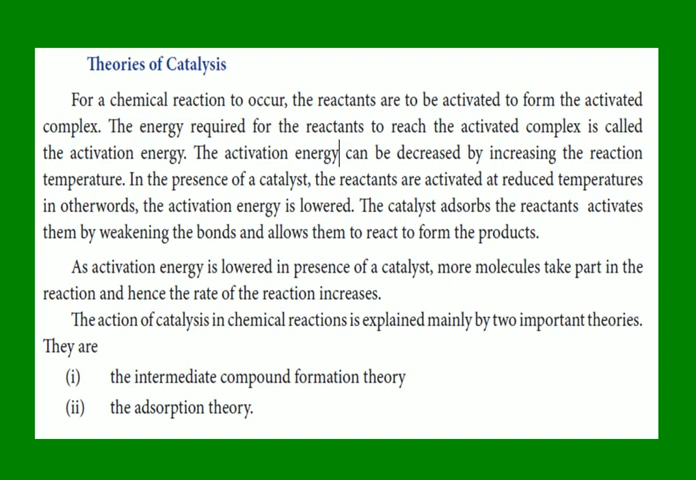 Theories of Catalysis
For a chemical reaction to occur, the reactants are to be activated to form the activated
complex. The energy required for the reactants to reach the activated complex is called
the activation energy. The activation energy can be decreased by increasing the reaction
temperature. In the presence of a catalyst, the reactants are activated at reduced temperatures
in otherwords, the activation energy is lowered. The catalyst adsorbs the reactants activates
them by weakening the bonds and allows them to react to form the products.
As activation energy is lowered in presence of a catalyst, more molecules take part in the
reaction and hence the rate of the reaction increases.
The action of catalysis in chemical reactions is explained mainly by two important theories.
They are
(i) the intermediate compound formation theory
(ii) the adsorption theory.